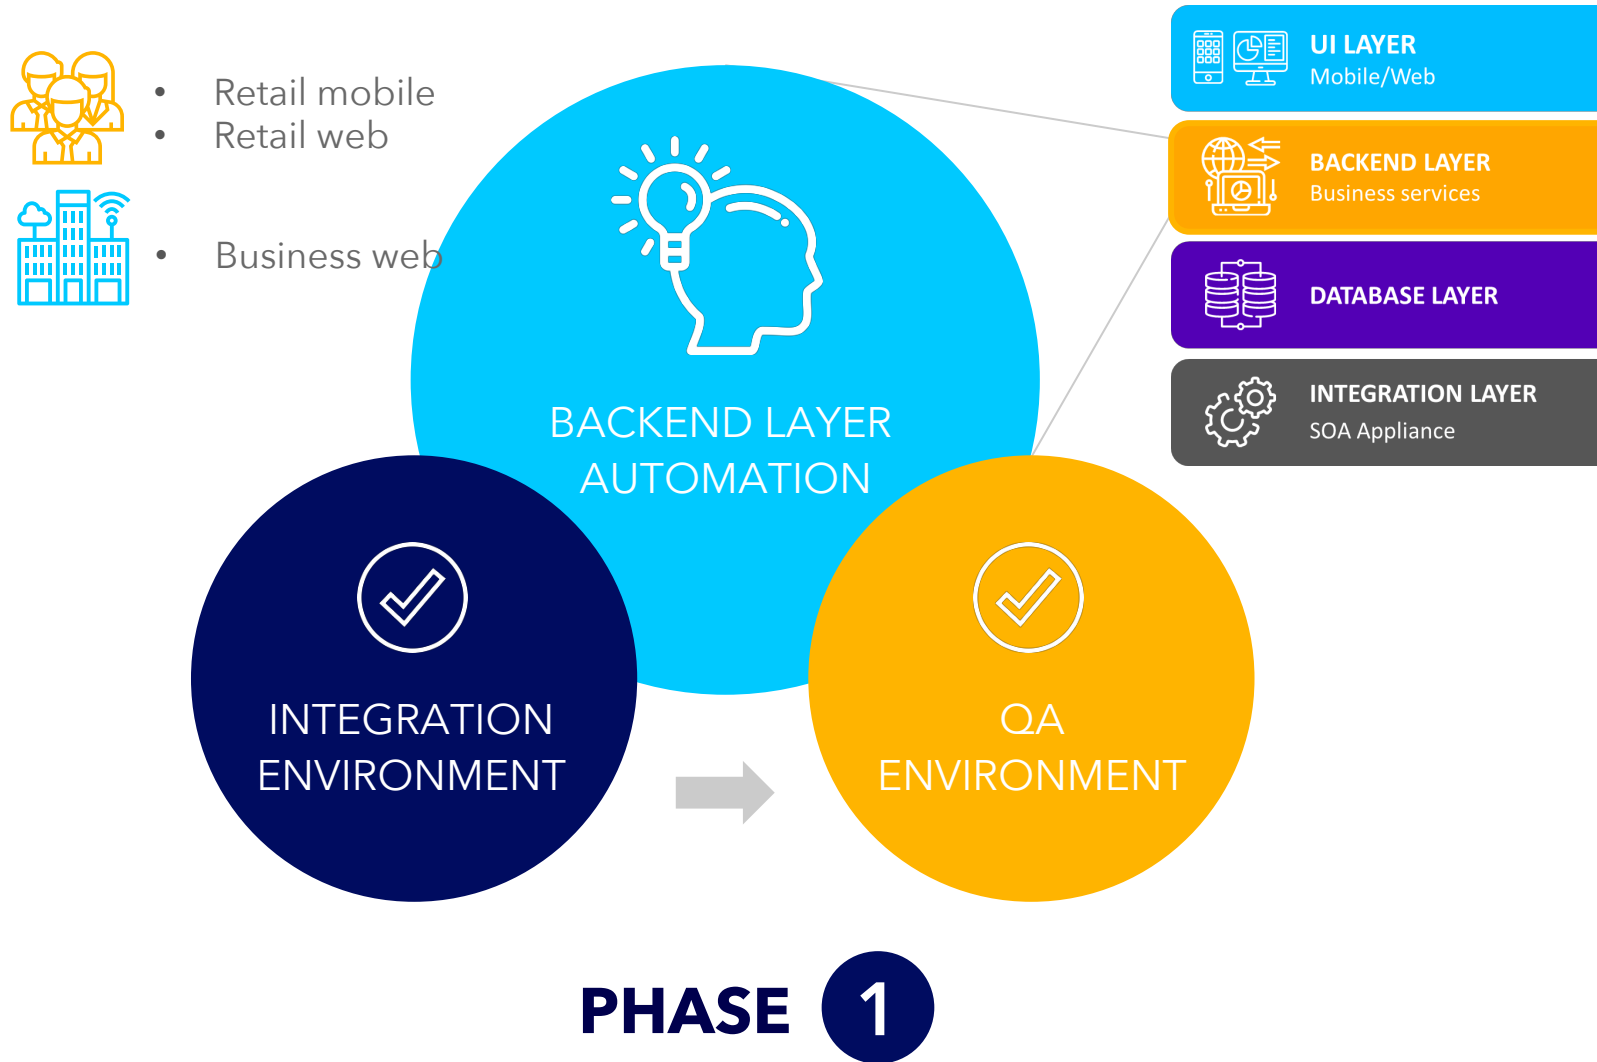 • Retail mobile
• Retail web
• Business web
UI LAYER
Mobile/Web
BACKEND LAYER
Business services
DATABASE LAYER
INTEGRATION LAYER
SOA Appliance
BACKEND LAYER
AUTOMATION
INTEGRATION
ENVIRONMENT
QA
ENVIRONMENT
PHASE 1